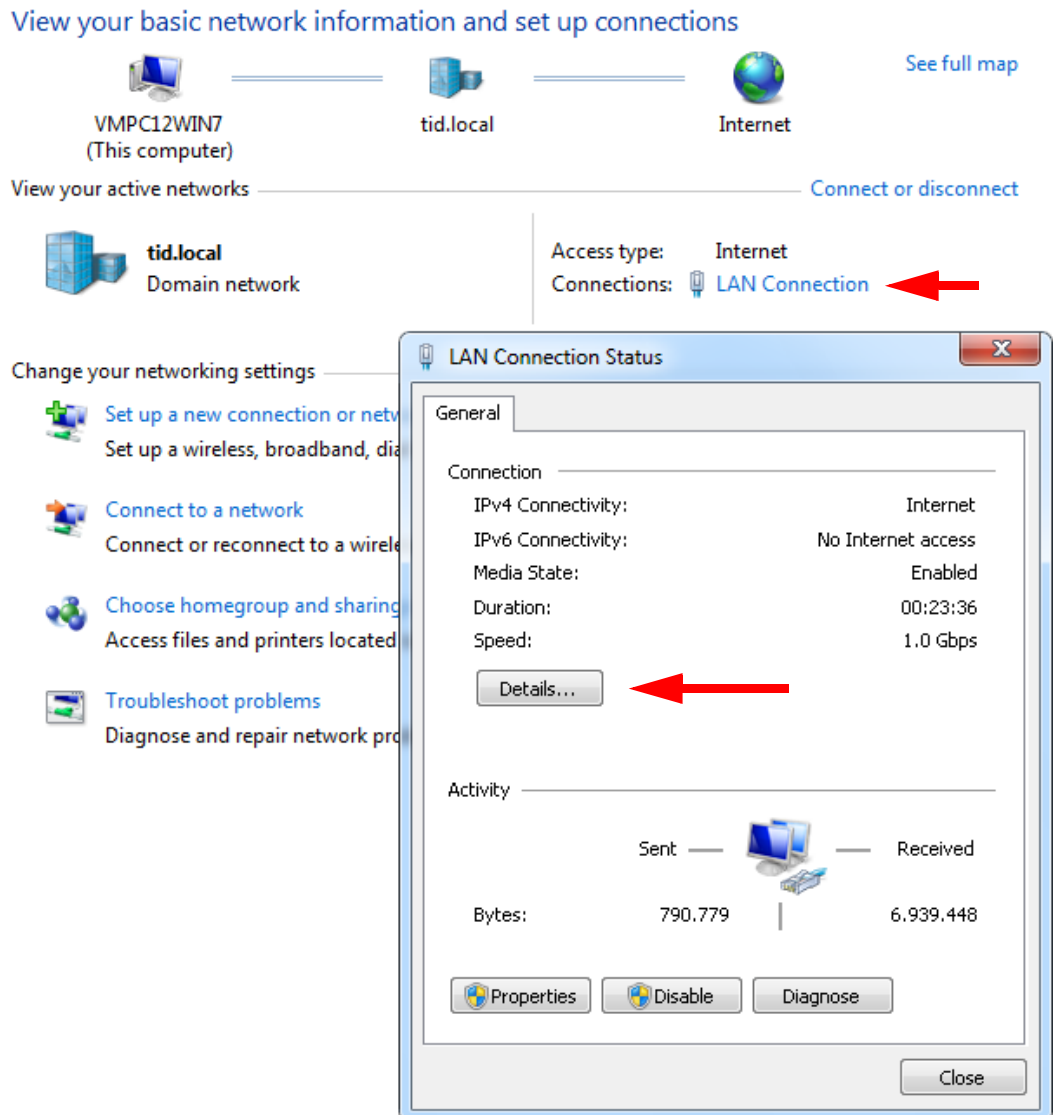 View your basic network information and set up connections
See full map
VMPC12WIN7
(This computer)
tid.local
Internet
View your active networks
Connect or disconnect
tid.local
Domain network
Access type: Internet
Connections: LAN Connection
Change your networking settings
Set up a new connection or netw
Set up a wireless, broadband, dia
Connect to a network
Connect or reconnect to a wirele
Choose homegroup and sharing
Access files and printers located
Troubleshoot problems
Diagnose and repair network pro
LAN Connection Status
X
General
Connection
IPv4 Connectivity: Internet
IPv6 Connectivity: No Internet access
Media State: Enabled
Duration: 00:23:36
Speed: 1.0 Gbps
Details...
Activity
Sent Received
Bytes: 790.779 6.939.448
Properties
Disable
Diagnose
Close